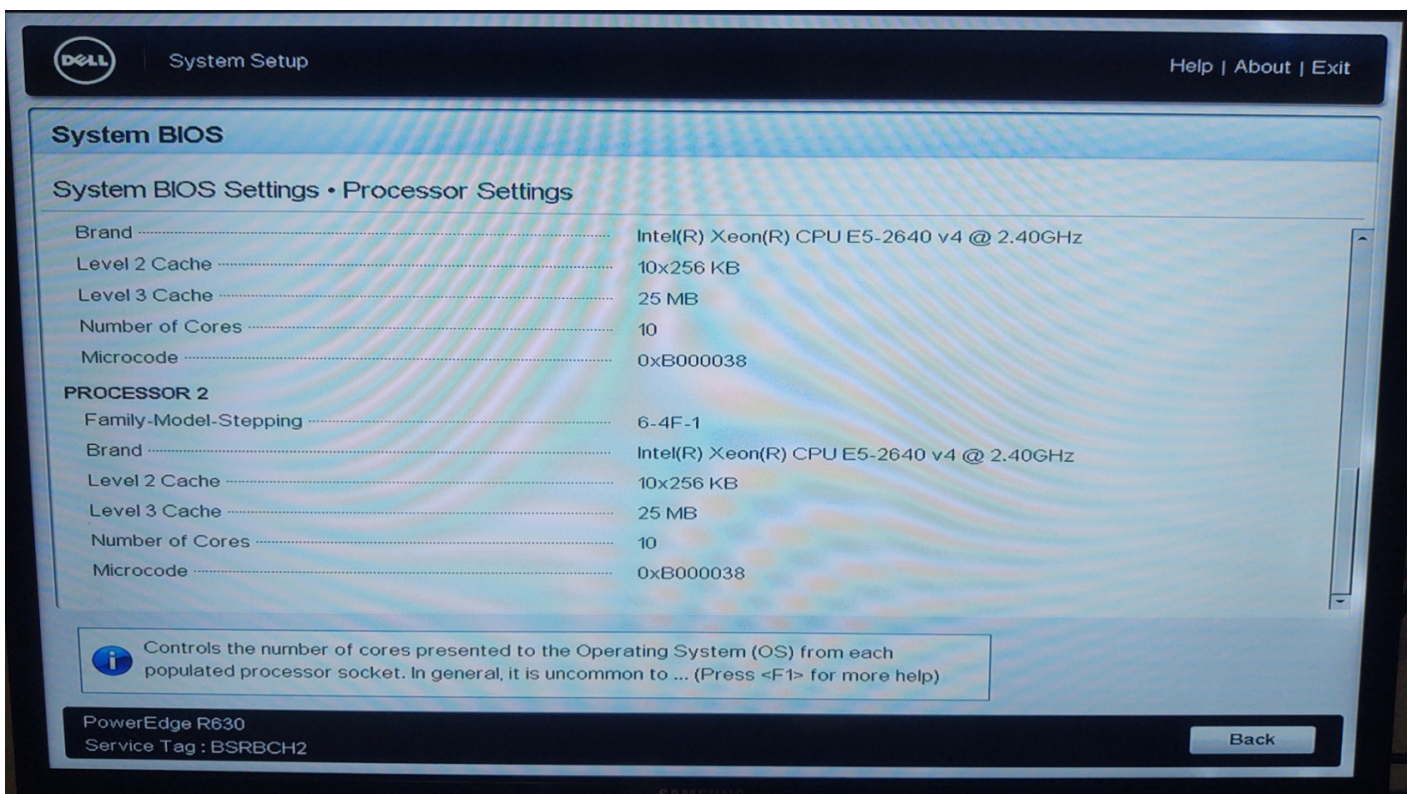 DELL
System Setup
Help | About | Exit
System BIOS
System BIOS Settings • Processor Settings
Brand Intel(R) Xeon(R) CPU E5-2640 v4 @ 2.40GHz
Level 2 Cache 10x256 KB
Level 3 Cache 25 MB
Number of Cores 10
Microcode 0xB000038
PROCESSOR 2
Family-Model-Stepping 6-4F-1
Brand Intel(R) Xeon(R) CPU E5-2640 v4 @ 2.40GHz
Level 2 Cache 10x256 KB
Level 3 Cache 25 MB
Number of Cores 10
Microcode 0xB000038
Controls the number of cores presented to the Operating System (OS) from each
populated processor socket. In general, it is uncommon to ... (Press <F1> for more help)
PowerEdge R630
Service Tag : BSRBCH2
Back
SAMSUNG